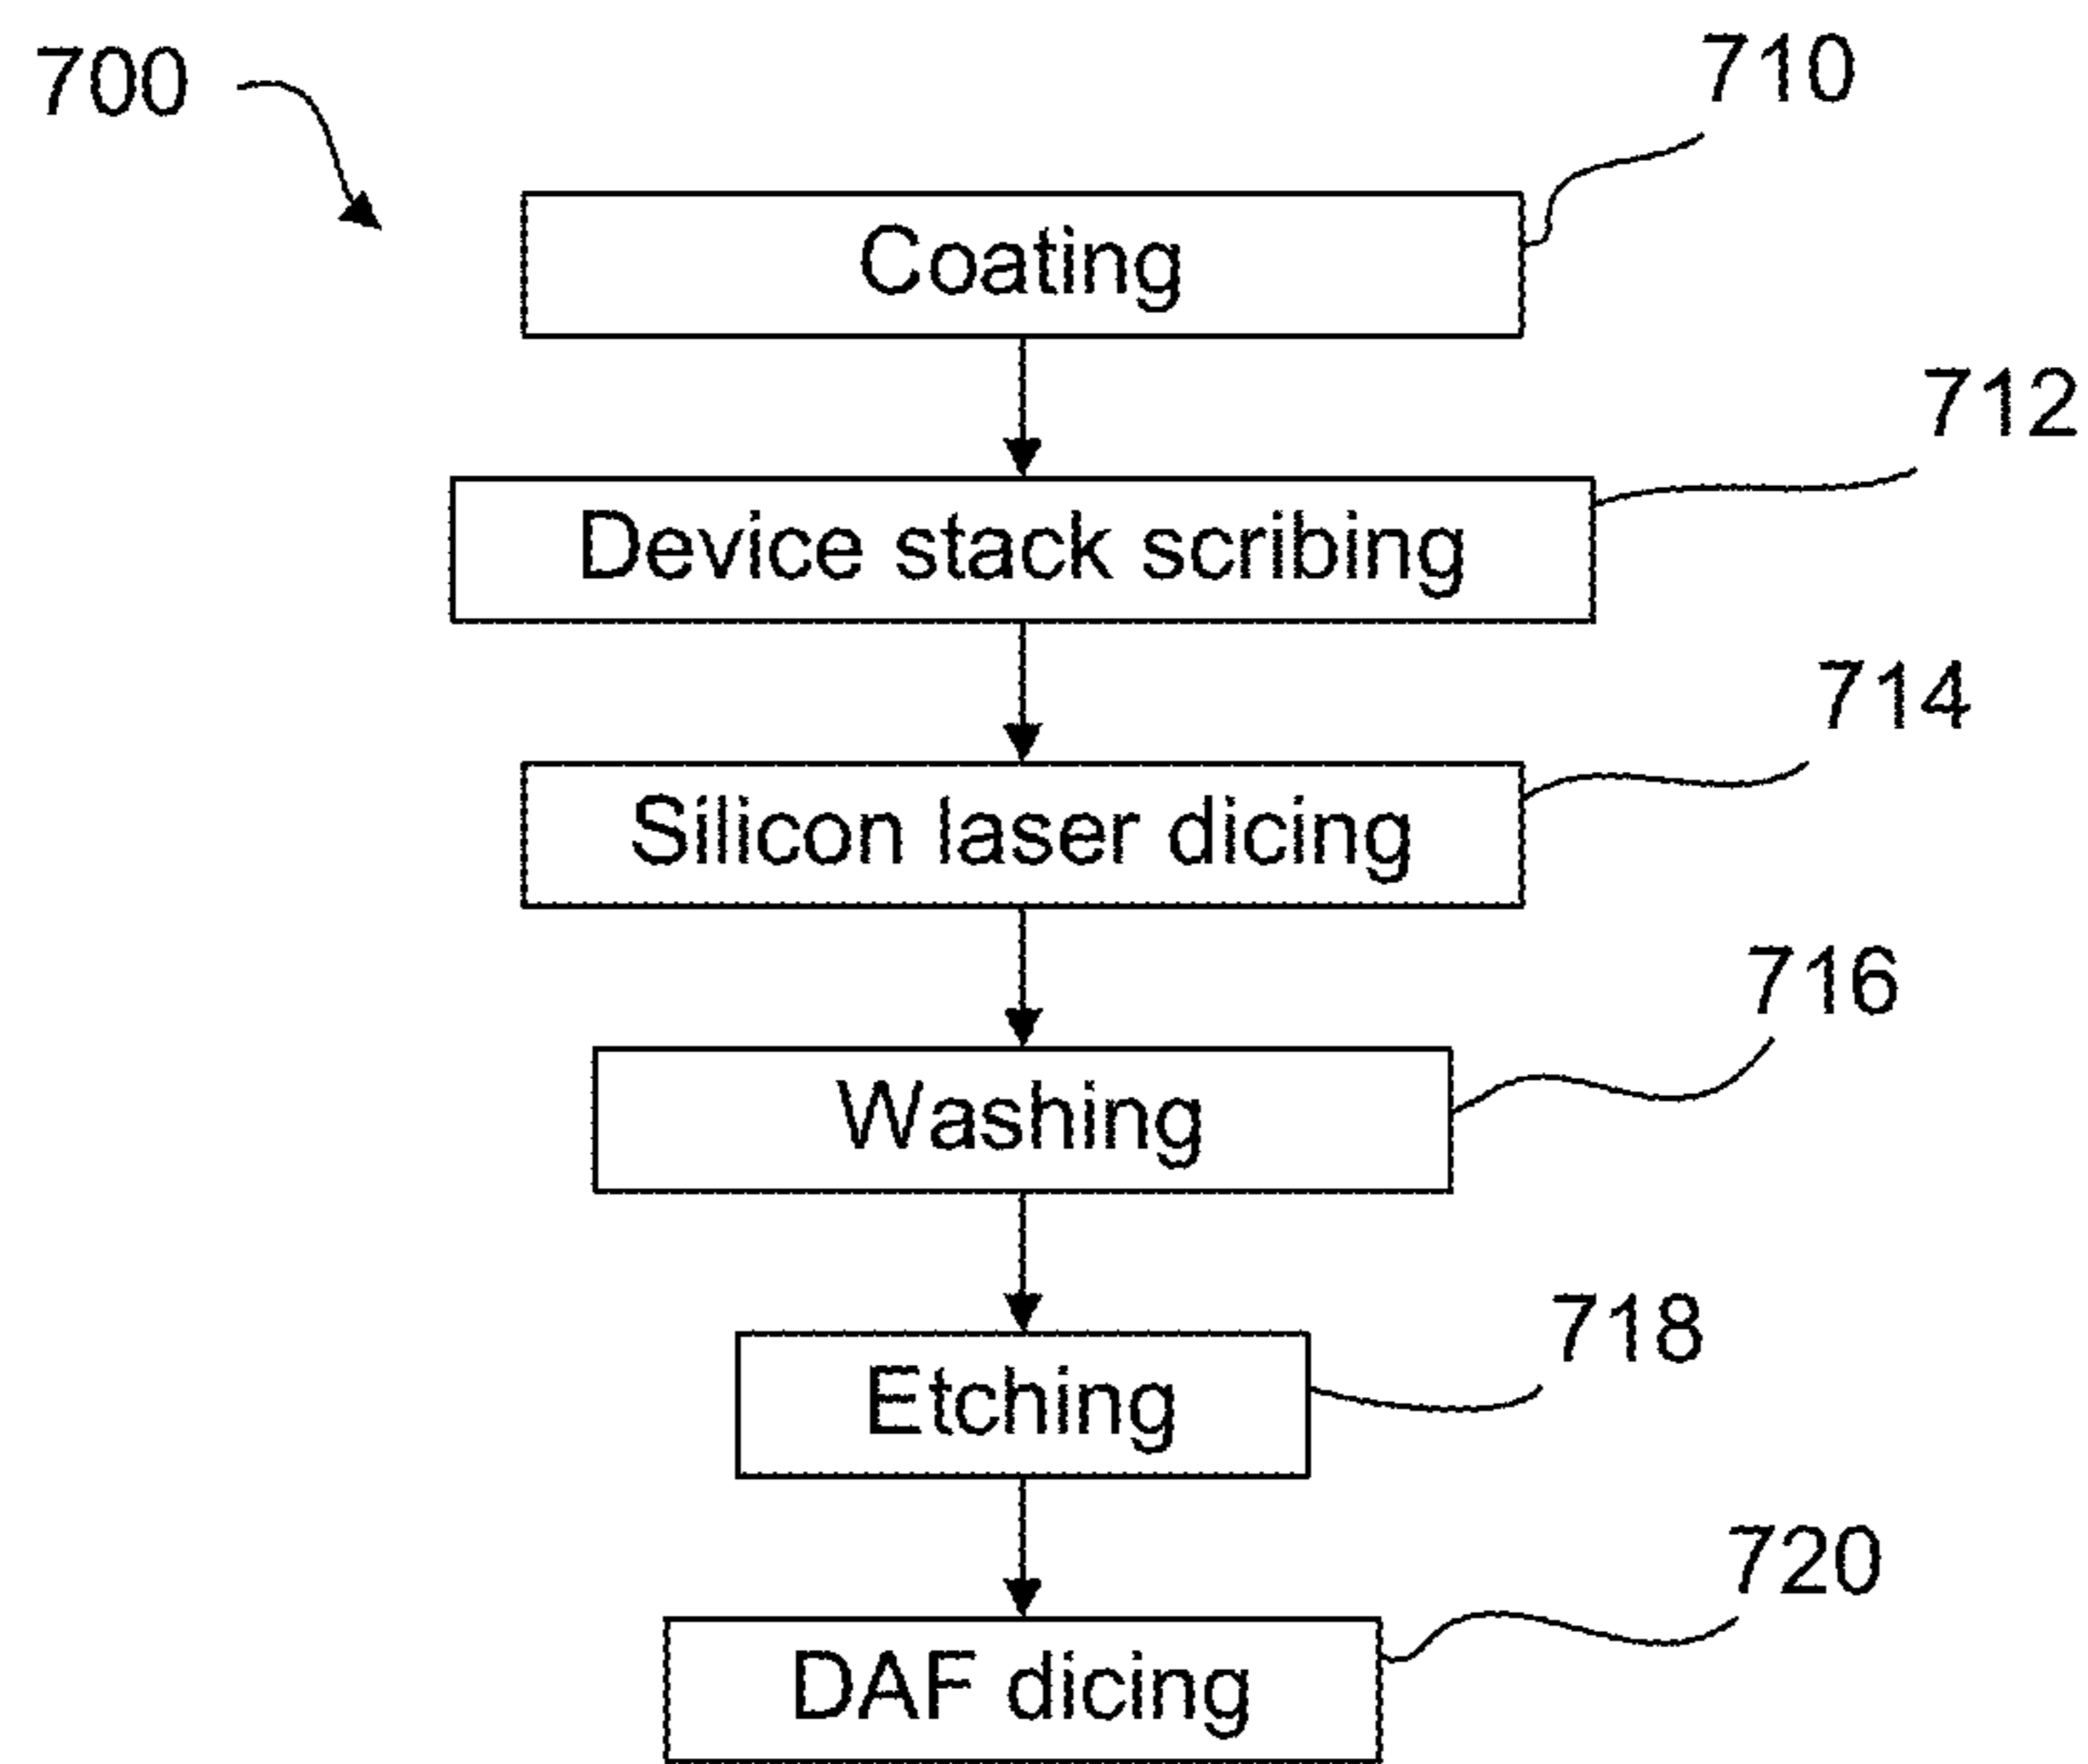 700
710
Coating
712
Device stack scribing
714
Silicon laser dicing
716
Washing
718
Etching
720
DAF dicing